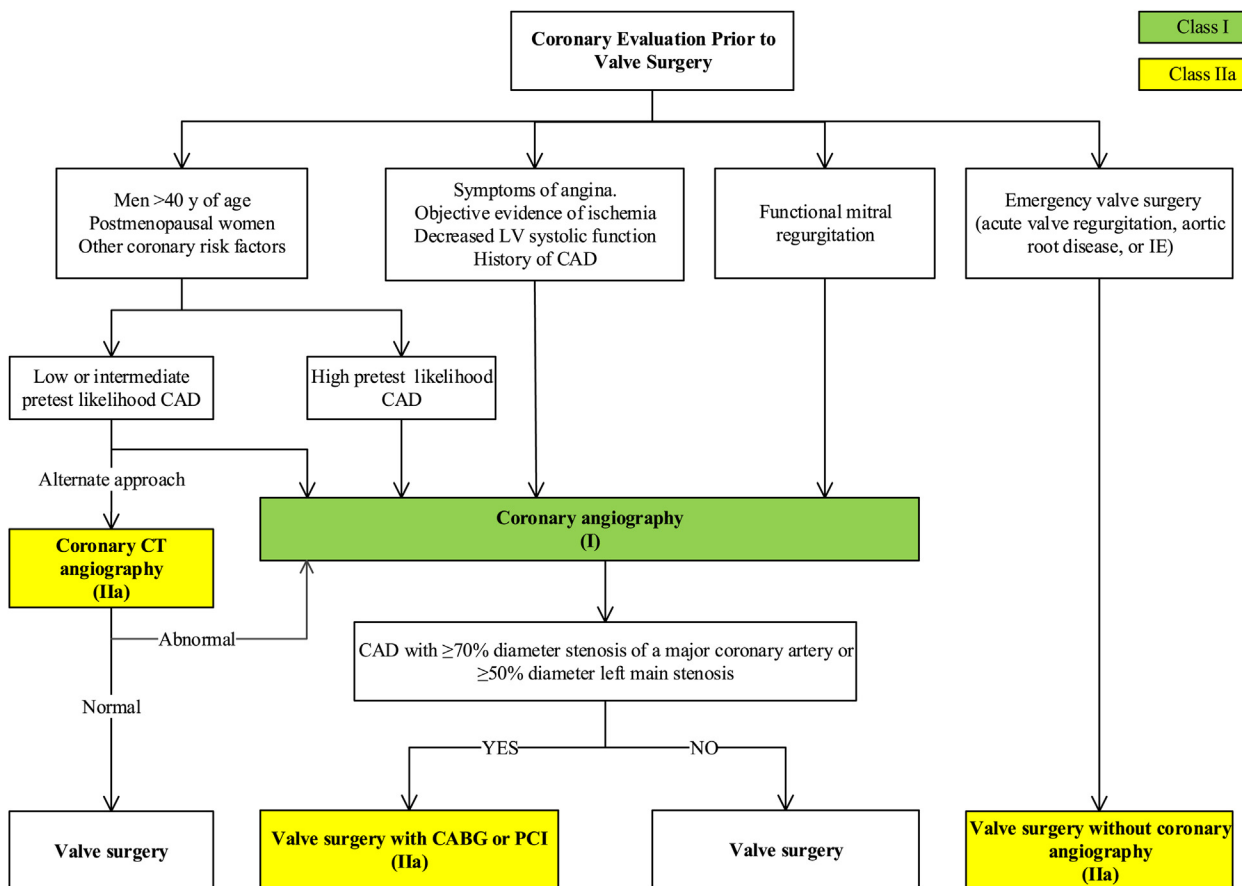 Coronary Evaluation Prior to
Valve Surgery
Class I
Class IIa
Men >40 y of age
Postmenopausal women
Other coronary risk factors
Symptoms of angina.
Objective evidence of ischemia
Decreased LV systolic function
History of CAD
Functional mitral
regurgitation
Emergency valve surgery
(acute valve regurgitation, aortic
root disease, or IE)
Low or intermediate
pretest likelihood CAD
High pretest likelihood
CAD
Alternate approach
Coronary CT
angiography
(IIa)
Coronary angiography
(I)
Abnormal
CAD with ≥70% diameter stenosis of a major coronary artery or
≥50% diameter left main stenosis
Normal
YES
NO
Valve surgery
Valve surgery with CABG or PCI
(IIa)
Valve surgery
Valve surgery without coronary
angiography
(IIa)